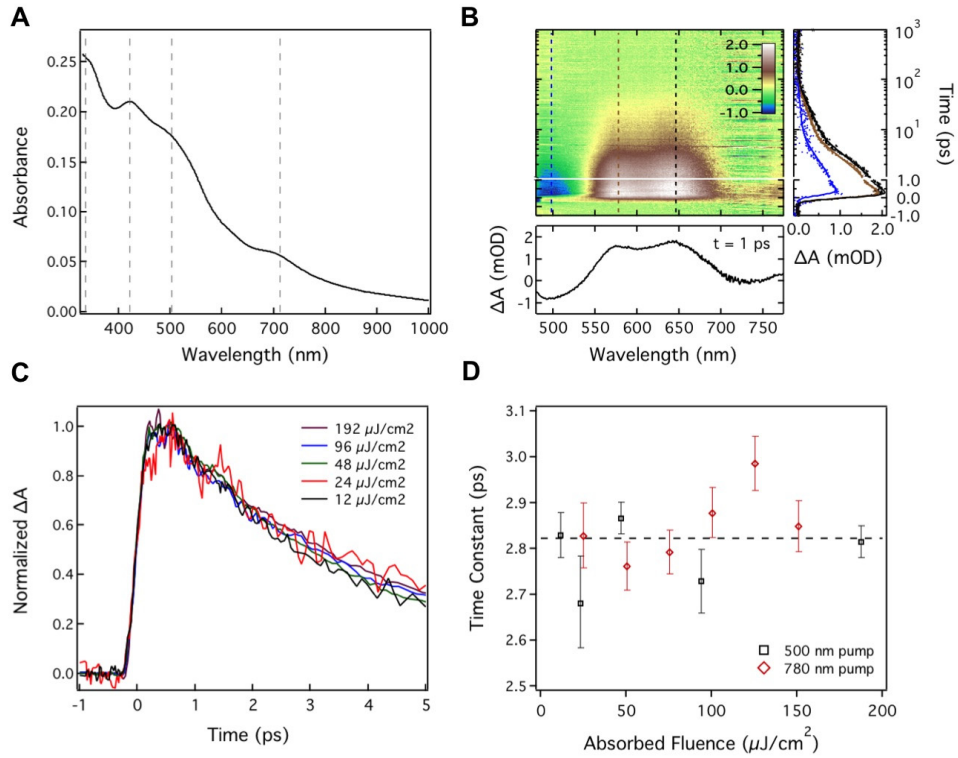 A
0.25
0.20
0.15
0.10
0.05
0.00
Absorbance
400 500 600 700 800 900 1000
Wavelength (nm)
B
2.0
1.0
0.0
-1.0
10^3
10^2
10^1
1.0
0.0
-1.0
Time (ps)
0.0 1.0 2.0
ΔA (mOD)
t = 1 ps
2
1
0
-1
ΔA (mOD)
500 550 600 650 700 750
Wavelength (nm)
C
1.0
0.8
0.6
0.4
0.2
0.0
Normalized ΔA
192 µJ/cm2
96 µJ/cm2
48 µJ/cm2
24 µJ/cm2
12 µJ/cm2
-1 0 1 2 3 4 5
Time (ps)
D
3.1
3.0
2.9
2.8
2.7
2.6
2.5
Time Constant (ps)
500 nm pump
780 nm pump
0 50 100 150 200
Absorbed Fluence (µJ/cm²)